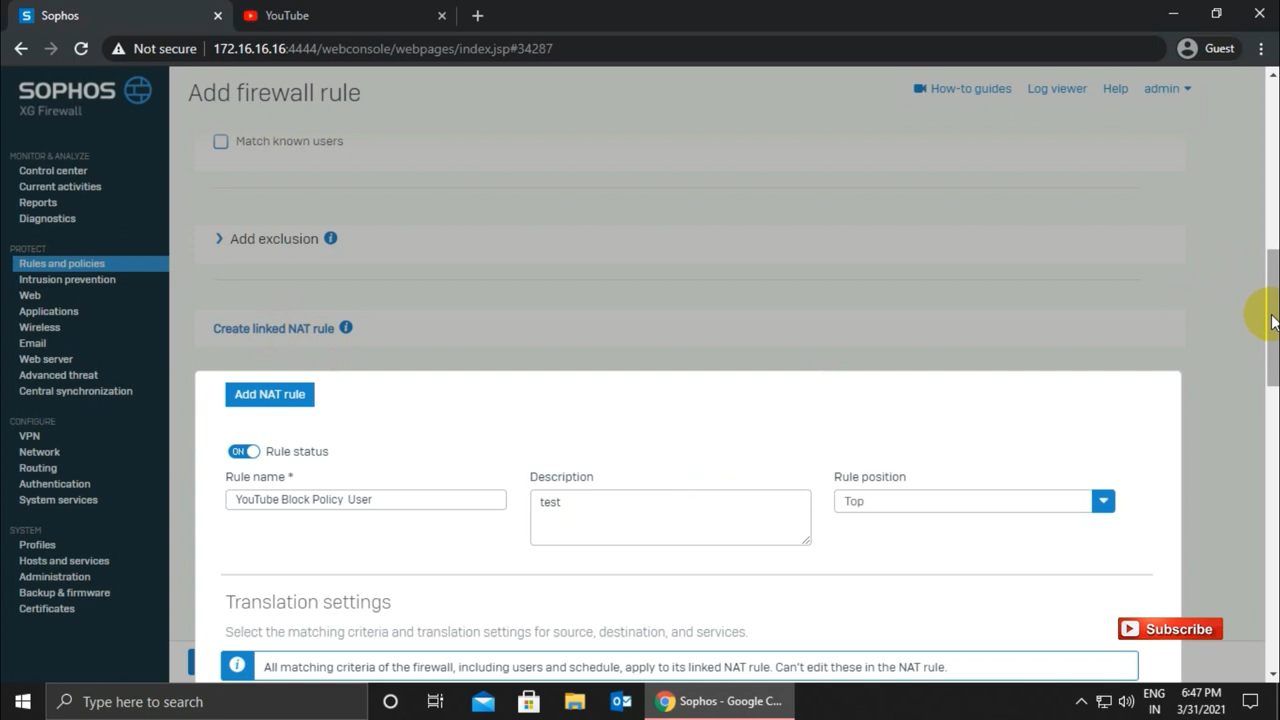 Sophos
YouTube
Not secure
172.16.16.16:4444/webconsole/webpages/index.jsp#34287
Guest
SOPHOS
XG Firewall
Add firewall rule
How-to guides
Log viewer
Help
admin
MONITOR & ANALYZE
Control center
Current activities
Reports
Diagnostics
PROTECT
Rules and policies
Intrusion prevention
Web
Applications
Wireless
Email
Web server
Advanced threat
Central synchronization
CONFIGURE
VPN
Network
Routing
Authentication
System services
SYSTEM
Profiles
Hosts and services
Administration
Backup & firmware
Certificates
Match known users
Add exclusion
Create linked NAT rule
Add NAT rule
ON Rule status
Rule name *
Description
Rule position
YouTube Block Policy User
test
Top
Translation settings
Select the matching criteria and translation settings for source, destination, and services.
All matching criteria of the firewall, including users and schedule, apply to its linked NAT rule. Can't edit these in the NAT rule.
Subscribe
Type here to search
Sophos - Google C...
ENG
IN
6:47 PM
3/31/2021